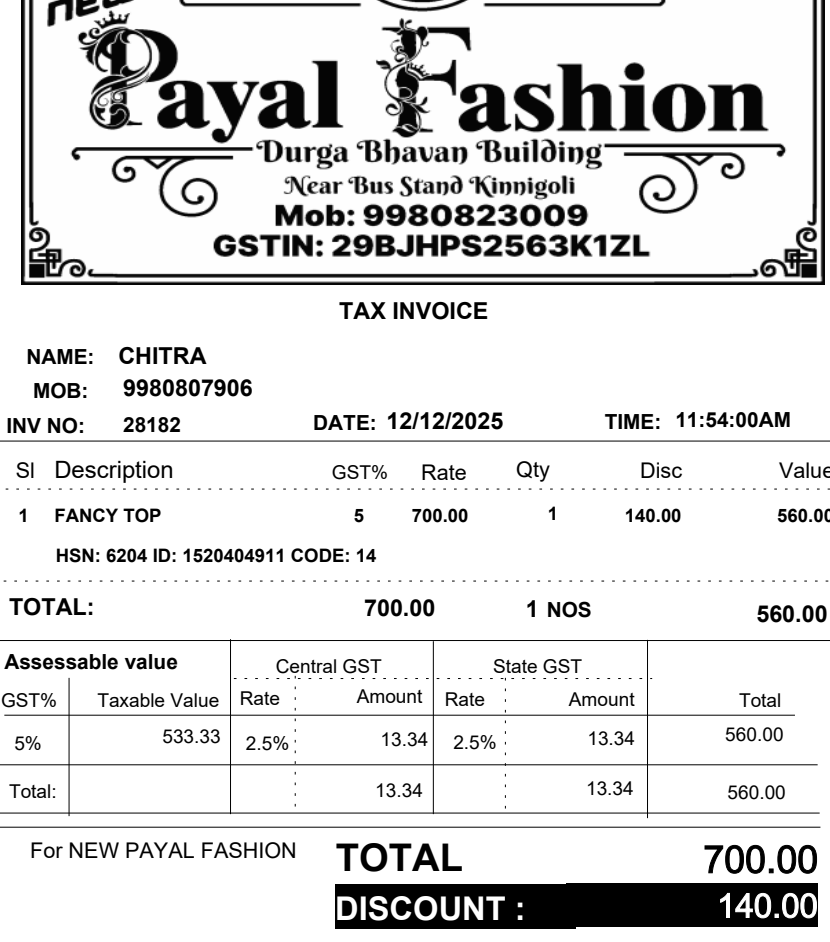 new
Payal Fashion
Durga Bhavan Building
Near Bus Stand Kinnigoli
Mob: 9980823009
GSTIN: 29BJHPS2563K1ZL
TAX INVOICE
NAME: CHITRA
MOB: 9980807906
INV NO: 28182 DATE: 12/12/2025 TIME: 11:54:00AM
Sl Description GST% Rate Qty Disc Value
1 FANCY TOP 5 700.00 1 140.00 560.00
HSN: 6204 ID: 1520404911 CODE: 14
TOTAL: 700.00 1 NOS 560.00
Assessable value Central GST State GST
GST% Taxable Value Rate Amount Rate Amount Total
5% 533.33 2.5% 13.34 2.5% 13.34 560.00
Total: 13.34 13.34 560.00
For NEW PAYAL FASHION TOTAL 700.00
DISCOUNT : 140.00